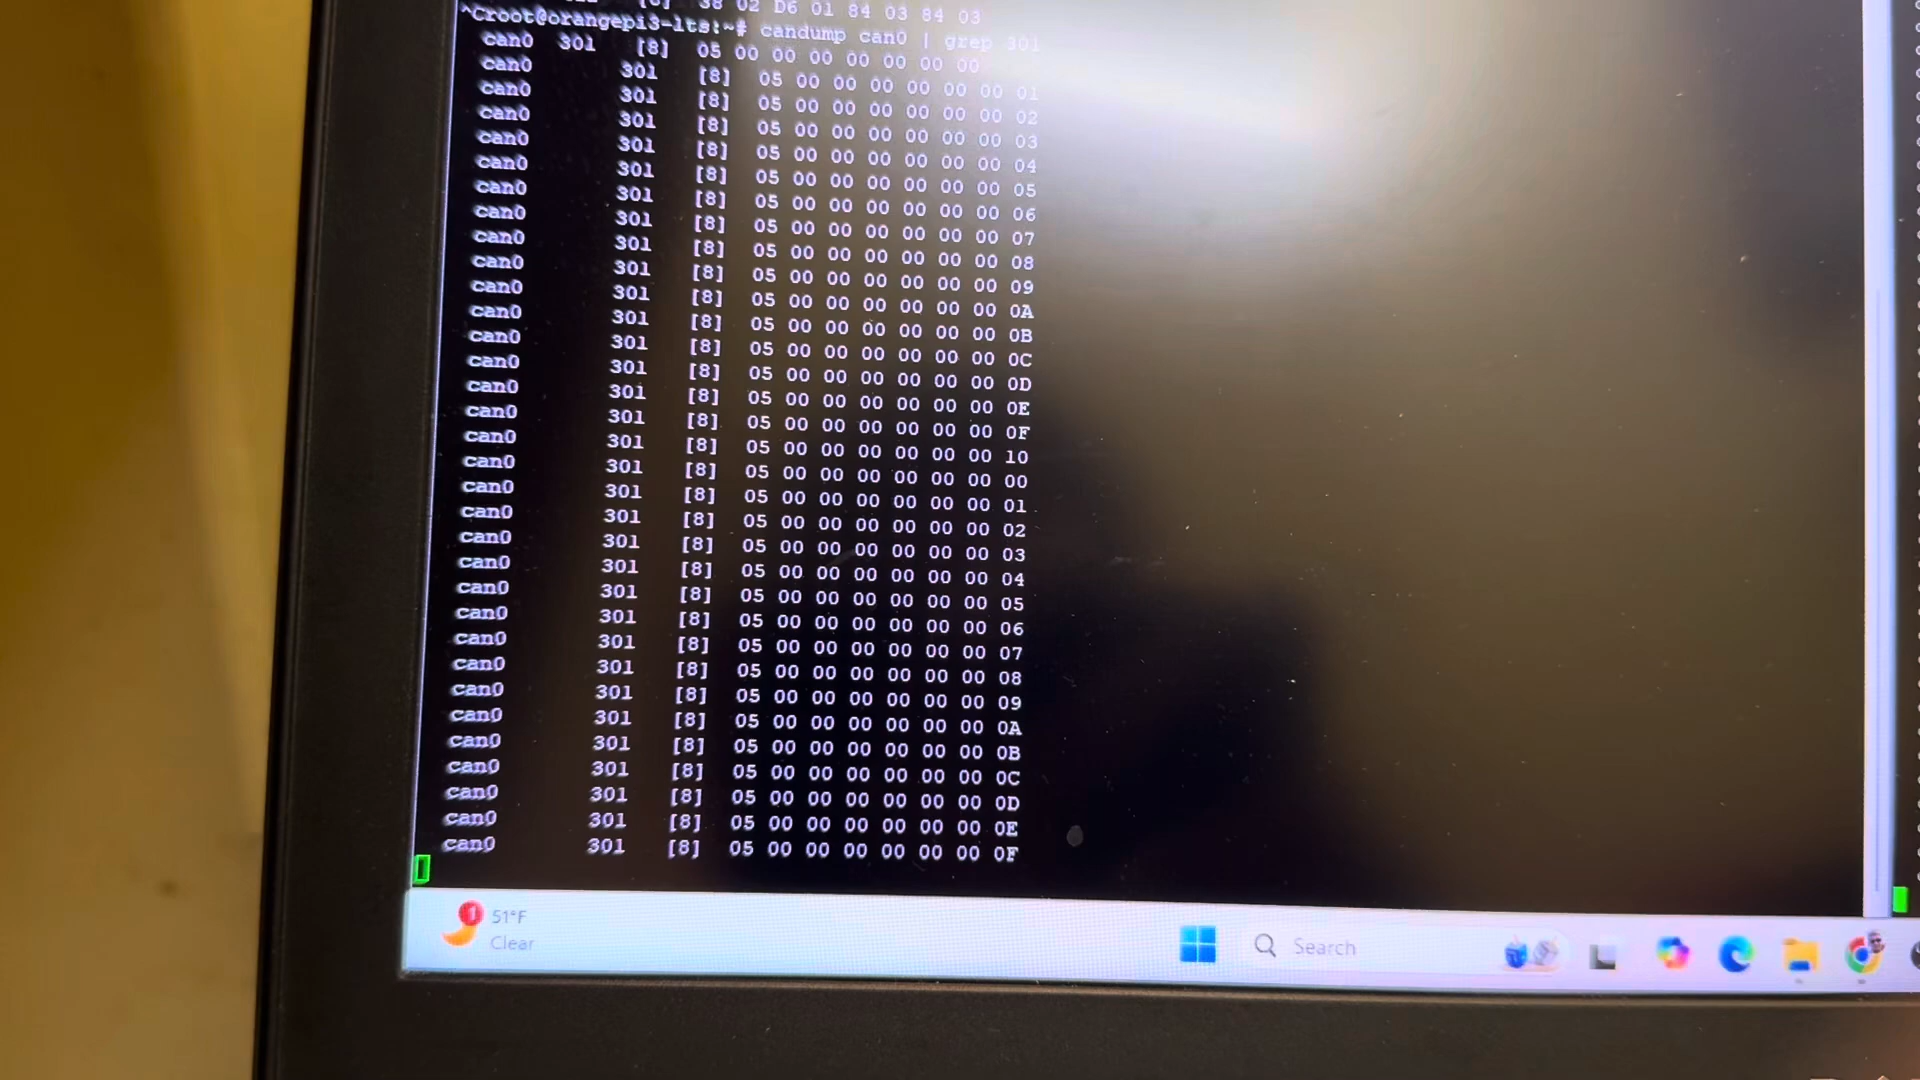 [8] 38 02 D6 01 84 03 84 03
^Croot@orangepi3-lts:~# candump can0 | grep 301
can0 301 [8] 05 00 00 00 00 00 00 00
can0 301 [8] 05 00 00 00 00 00 00 01
can0 301 [8] 05 00 00 00 00 00 00 02
can0 301 [8] 05 00 00 00 00 00 00 03
can0 301 [8] 05 00 00 00 00 00 00 04
can0 301 [8] 05 00 00 00 00 00 00 05
can0 301 [8] 05 00 00 00 00 00 00 06
can0 301 [8] 05 00 00 00 00 00 00 07
can0 301 [8] 05 00 00 00 00 00 00 08
can0 301 [8] 05 00 00 00 00 00 00 09
can0 301 [8] 05 00 00 00 00 00 00 0A
can0 301 [8] 05 00 00 00 00 00 00 0B
can0 301 [8] 05 00 00 00 00 00 00 0C
can0 301 [8] 05 00 00 00 00 00 00 0D
can0 301 [8] 05 00 00 00 00 00 00 0E
can0 301 [8] 05 00 00 00 00 00 00 0F
can0 301 [8] 05 00 00 00 00 00 00 10
can0 301 [8] 05 00 00 00 00 00 00 00
can0 301 [8] 05 00 00 00 00 00 00 01
can0 301 [8] 05 00 00 00 00 00 00 02
can0 301 [8] 05 00 00 00 00 00 00 03
can0 301 [8] 05 00 00 00 00 00 00 04
can0 301 [8] 05 00 00 00 00 00 00 05
can0 301 [8] 05 00 00 00 00 00 00 06
can0 301 [8] 05 00 00 00 00 00 00 07
can0 301 [8] 05 00 00 00 00 00 00 08
can0 301 [8] 05 00 00 00 00 00 00 09
can0 301 [8] 05 00 00 00 00 00 00 0A
can0 301 [8] 05 00 00 00 00 00 00 0B
can0 301 [8] 05 00 00 00 00 00 00 0C
can0 301 [8] 05 00 00 00 00 00 00 0D
can0 301 [8] 05 00 00 00 00 00 00 0E
can0 301 [8] 05 00 00 00 00 00 00 0F
1
51°F
Clear
Search